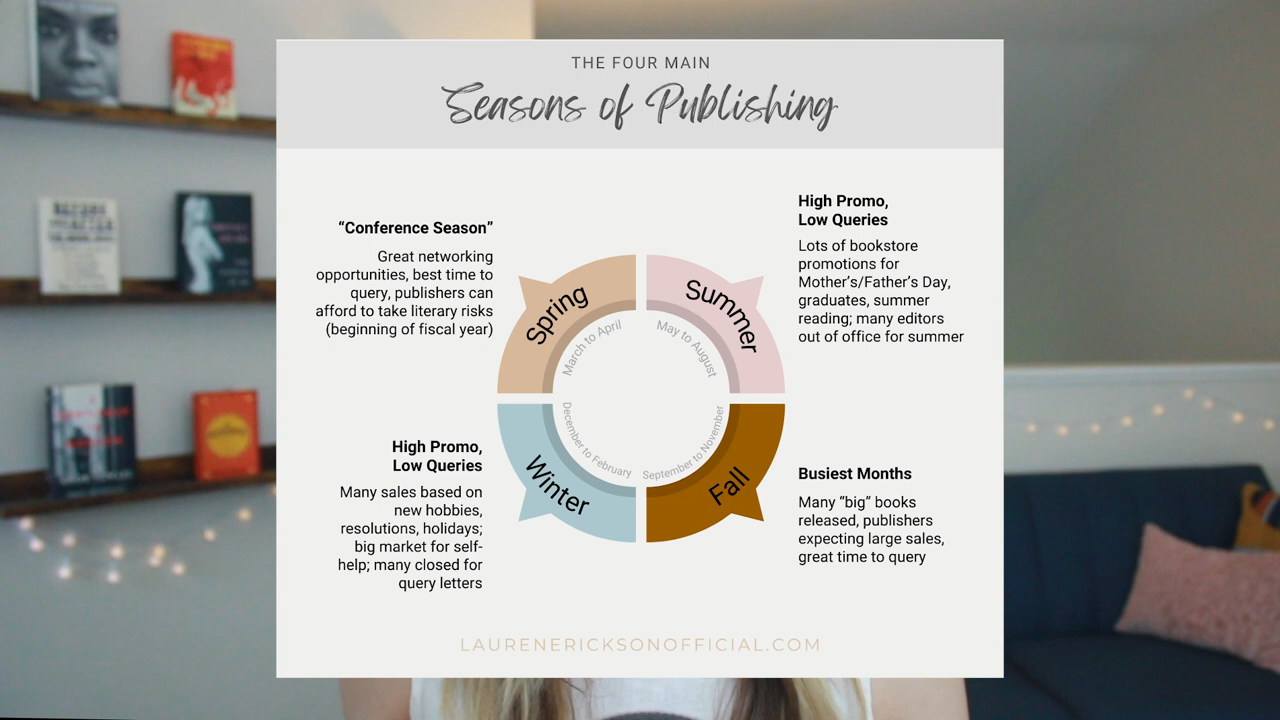 THE FOUR MAIN
Seasons of Publishing
“Conference Season”
Great networking
opportunities, best time to
query, publishers can
afford to take literary risks
(beginning of fiscal year)
High Promo,
Low Queries
Lots of bookstore
promotions for
Mother’s/Father’s Day,
graduates, summer
reading; many editors
out of office for summer
Spring
Summer
March to April
May to August
December to February
September to November
Winter
Fall
High Promo,
Low Queries
Many sales based on
new hobbies,
resolutions, holidays;
big market for self-
help; many closed for
query letters
Busiest Months
Many “big” books
released, publishers
expecting large sales,
great time to query
LAURENERICKSONOFFICIAL.COM